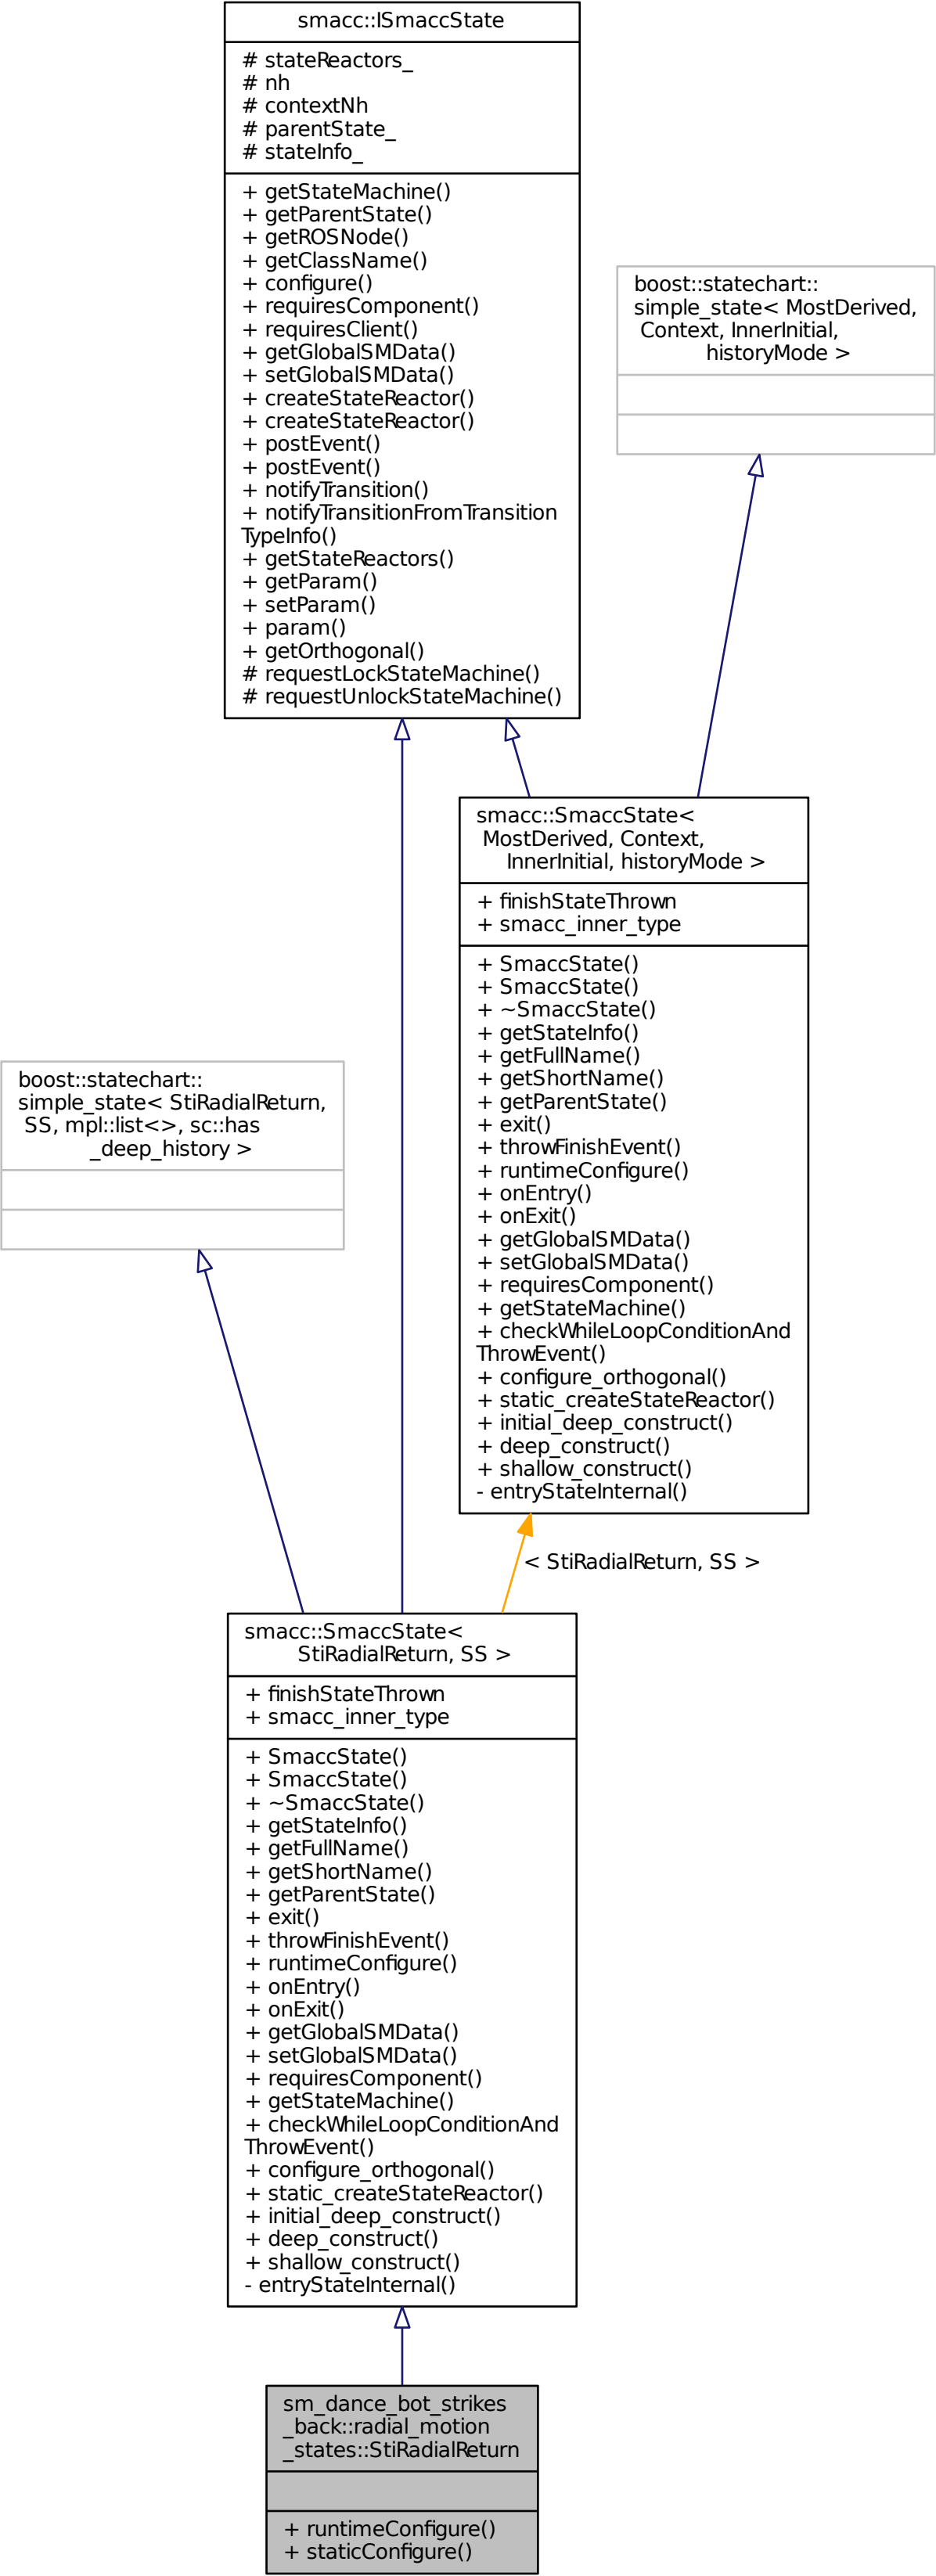 smacc::ISmaccState
# stateReactors_
# nh
# contextNh
# parentState_
# stateInfo_
+ getStateMachine()
+ getParentState()
+ getROSNode()
+ getClassName()
+ configure()
+ requiresComponent()
+ requiresClient()
+ getGlobalSMData()
+ setGlobalSMData()
+ createStateReactor()
+ createStateReactor()
+ postEvent()
+ postEvent()
+ notifyTransition()
+ notifyTransitionFromTransition
TypeInfo()
+ getStateReactors()
+ getParam()
+ setParam()
+ param()
+ getOrthogonal()
# requestLockStateMachine()
# requestUnlockStateMachine()
boost::statechart::
simple_state< MostDerived,
Context, InnerInitial,
historyMode >
smacc::SmaccState<
MostDerived, Context,
InnerInitial, historyMode >
+ finishStateThrown
+ smacc_inner_type
+ SmaccState()
+ SmaccState()
+ ~SmaccState()
+ getStateInfo()
+ getFullName()
+ getShortName()
+ getParentState()
+ exit()
+ throwFinishEvent()
+ runtimeConfigure()
+ onEntry()
+ onExit()
+ getGlobalSMData()
+ setGlobalSMData()
+ requiresComponent()
+ getStateMachine()
+ checkWhileLoopConditionAnd
ThrowEvent()
+ configure_orthogonal()
+ static_createStateReactor()
+ initial_deep_construct()
+ deep_construct()
+ shallow_construct()
- entryStateInternal()
boost::statechart::
simple_state< StiRadialReturn,
SS, mpl::list<>, sc::has
_deep_history >
< StiRadialReturn, SS >
smacc::SmaccState<
StiRadialReturn, SS >
+ finishStateThrown
+ smacc_inner_type
+ SmaccState()
+ SmaccState()
+ ~SmaccState()
+ getStateInfo()
+ getFullName()
+ getShortName()
+ getParentState()
+ exit()
+ throwFinishEvent()
+ runtimeConfigure()
+ onEntry()
+ onExit()
+ getGlobalSMData()
+ setGlobalSMData()
+ requiresComponent()
+ getStateMachine()
+ checkWhileLoopConditionAnd
ThrowEvent()
+ configure_orthogonal()
+ static_createStateReactor()
+ initial_deep_construct()
+ deep_construct()
+ shallow_construct()
- entryStateInternal()
sm_dance_bot_strikes
_back::radial_motion
_states::StiRadialReturn
+ runtimeConfigure()
+ staticConfigure()